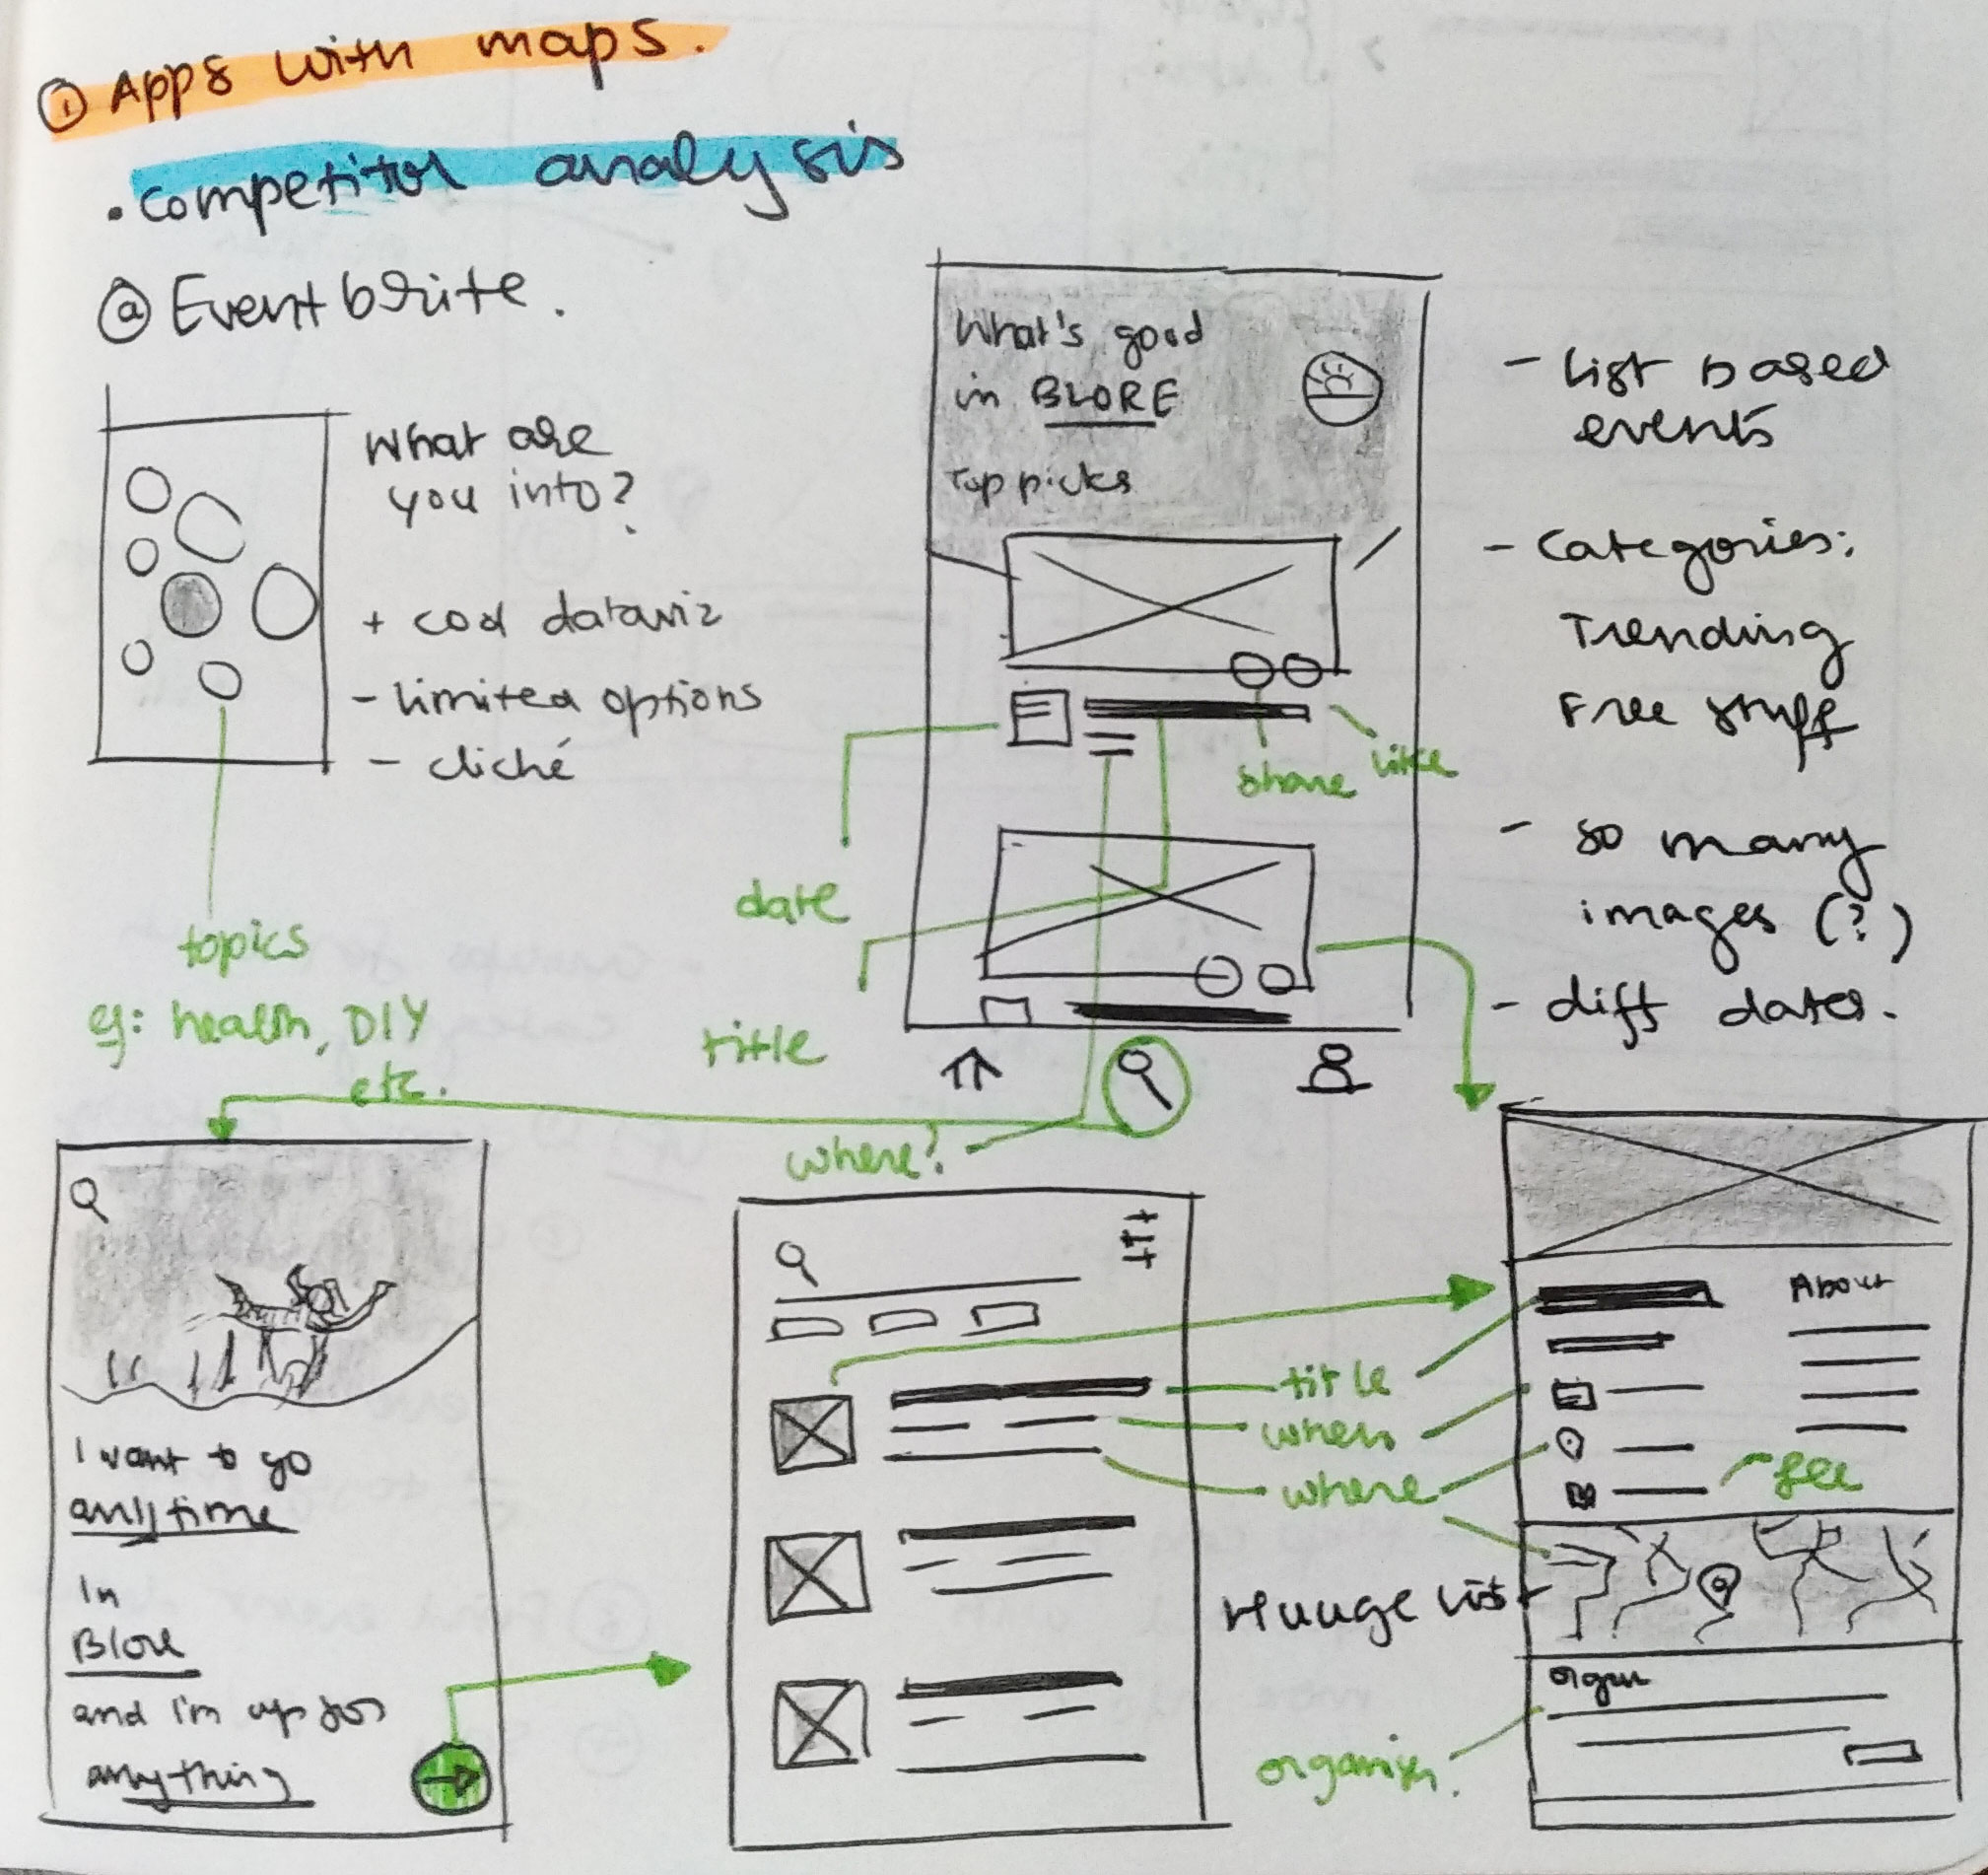 ① Apps with maps.
• competitor analysis
ⓐ Eventbrite.
What are
you into?
+ cool dataviz
- limited options
- cliché
topics
eg: health, DIY
etc.
What's good
in BLORE
Top picks
share like
date
title
where?
- list based
events
- Categories:
Trending
Free stuff
- so many
images (?)
- diff dates.
I want to go
anytime
In
Blore
and I'm up for
anything
title
when
where
Huuge list
organiser.
About
fee
Organ